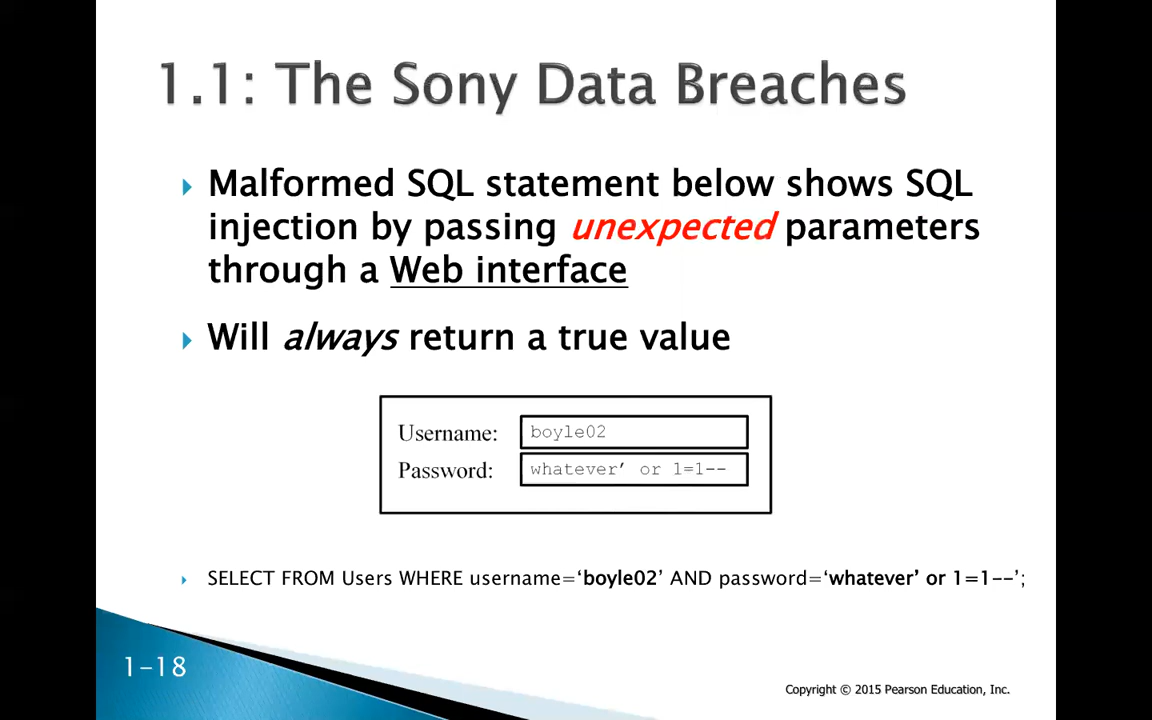 1.1: The Sony Data Breaches
Malformed SQL statement below shows SQL
injection by passing unexpected parameters
through a Web interface
Will always return a true value
Username: boyle02
Password: whatever’ or 1=1--
SELECT FROM Users WHERE username=‘boyle02’ AND password=‘whatever’ or 1=1--’;
1-18
Copyright © 2015 Pearson Education, Inc.